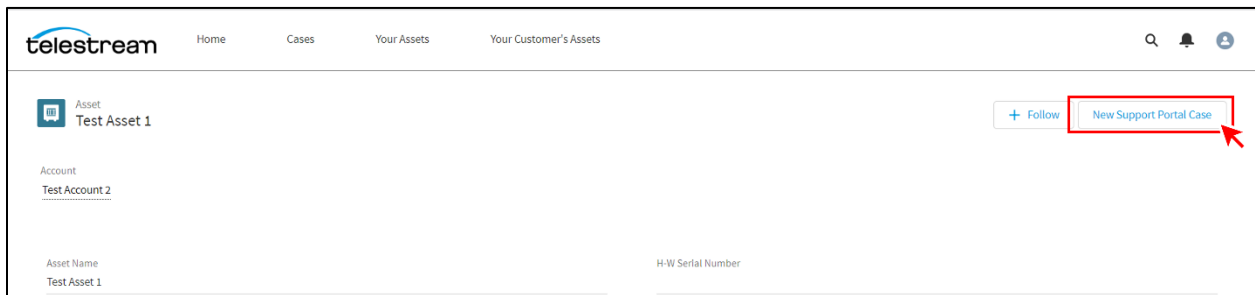 telestream Home Cases Your Assets Your Customer's Assets
Asset
Test Asset 1
+ Follow New Support Portal Case
Account
Test Account 2
Asset Name H-W Serial Number
Test Asset 1